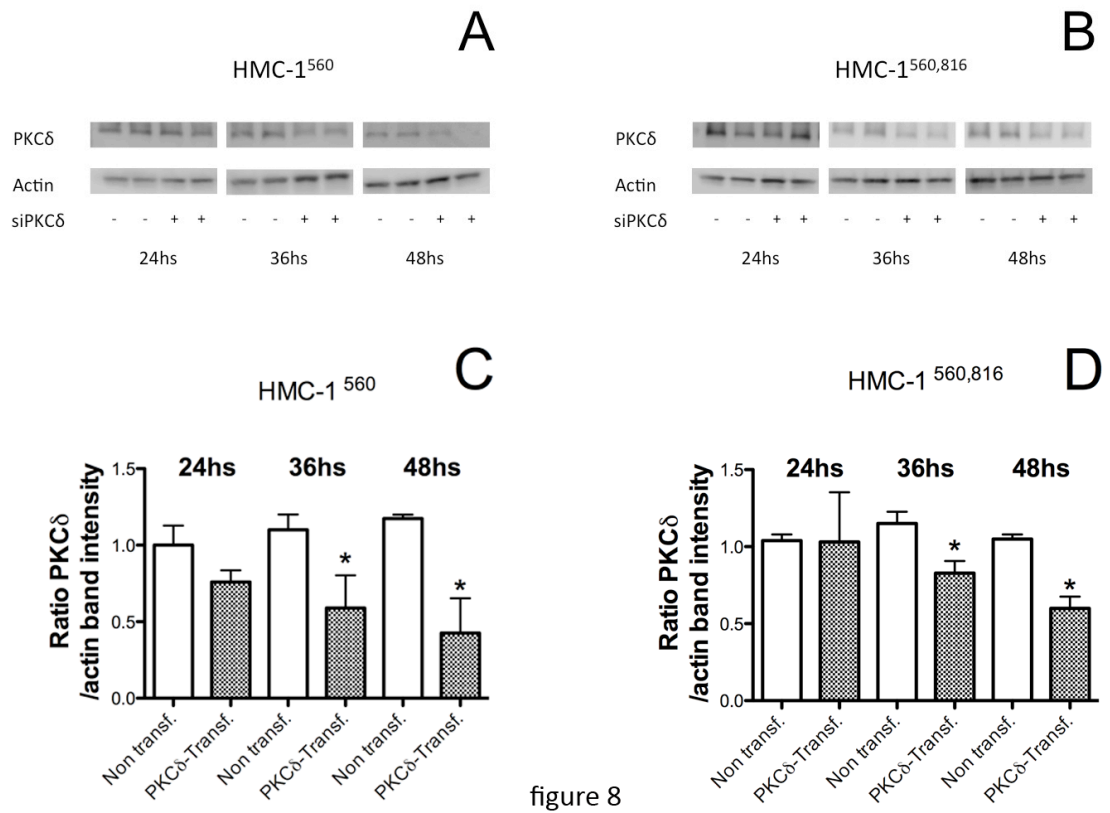 A
HMC-1560
PKCδ
Actin
siPKCδ - - + + - - + + - - + +
24hs 36hs 48hs
B
HMC-1560,816
PKCδ
Actin
siPKCδ - - + + - - + + - - + +
24hs 36hs 48hs
C
HMC-1 560
24hs 36hs 48hs
Ratio PKCδ
/actin band intensity
1.5
1.0
0.5
0.0
* *
Non transf. PKCδ-Transf. Non transf. PKCδ-Transf. Non transf. PKCδ-Transf.
D
HMC-1 560,816
24hs 36hs 48hs
Ratio PKCδ
/actin band intensity
1.5
1.0
0.5
0.0
* *
Non transf. PKCδ-Transf. Non transf. PKCδ-Transf. Non transf. PKCδ-Transf.
figure 8